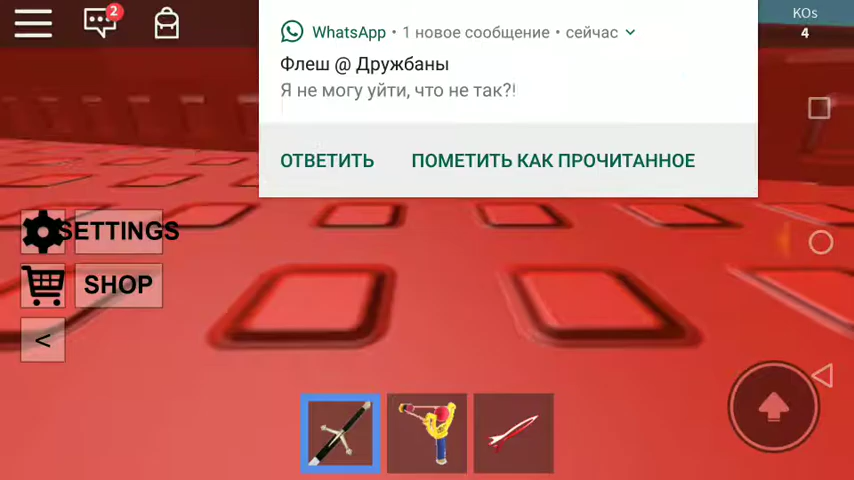 2
KOs
4
WhatsApp • 1 новое сообщение • сейчас
Флеш @ Дружбаны
Я не могу уйти, что не так?!
ОТВЕТИТЬ ПОМЕТИТЬ КАК ПРОЧИТАННОЕ
SETTINGS
SHOP
<